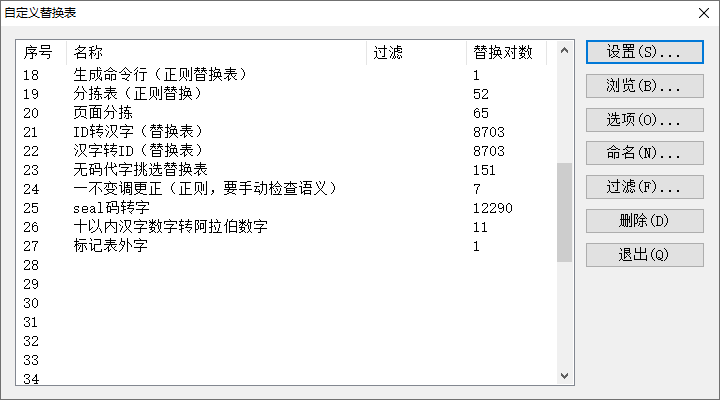 自定义替换表
序号 名称 过滤 替换对数
18 生成命令行（正则替换表） 1
19 分拣表（正则替换） 52
20 页面分拣 65
21 ID转汉字（替换表） 8703
22 汉字转ID（替换表） 8703
23 无码代字挑选替换表 151
24 一不变调更正（正则，要手动检查语义） 7
25 seal码转字 12290
26 十以内汉字数字转阿拉伯数字 11
27 标记表外字 1
28
29
30
31
32
33
34
设置(S)...
浏览(B)...
选项(O)...
命名(N)...
过滤(F)...
删除(D)
退出(Q)